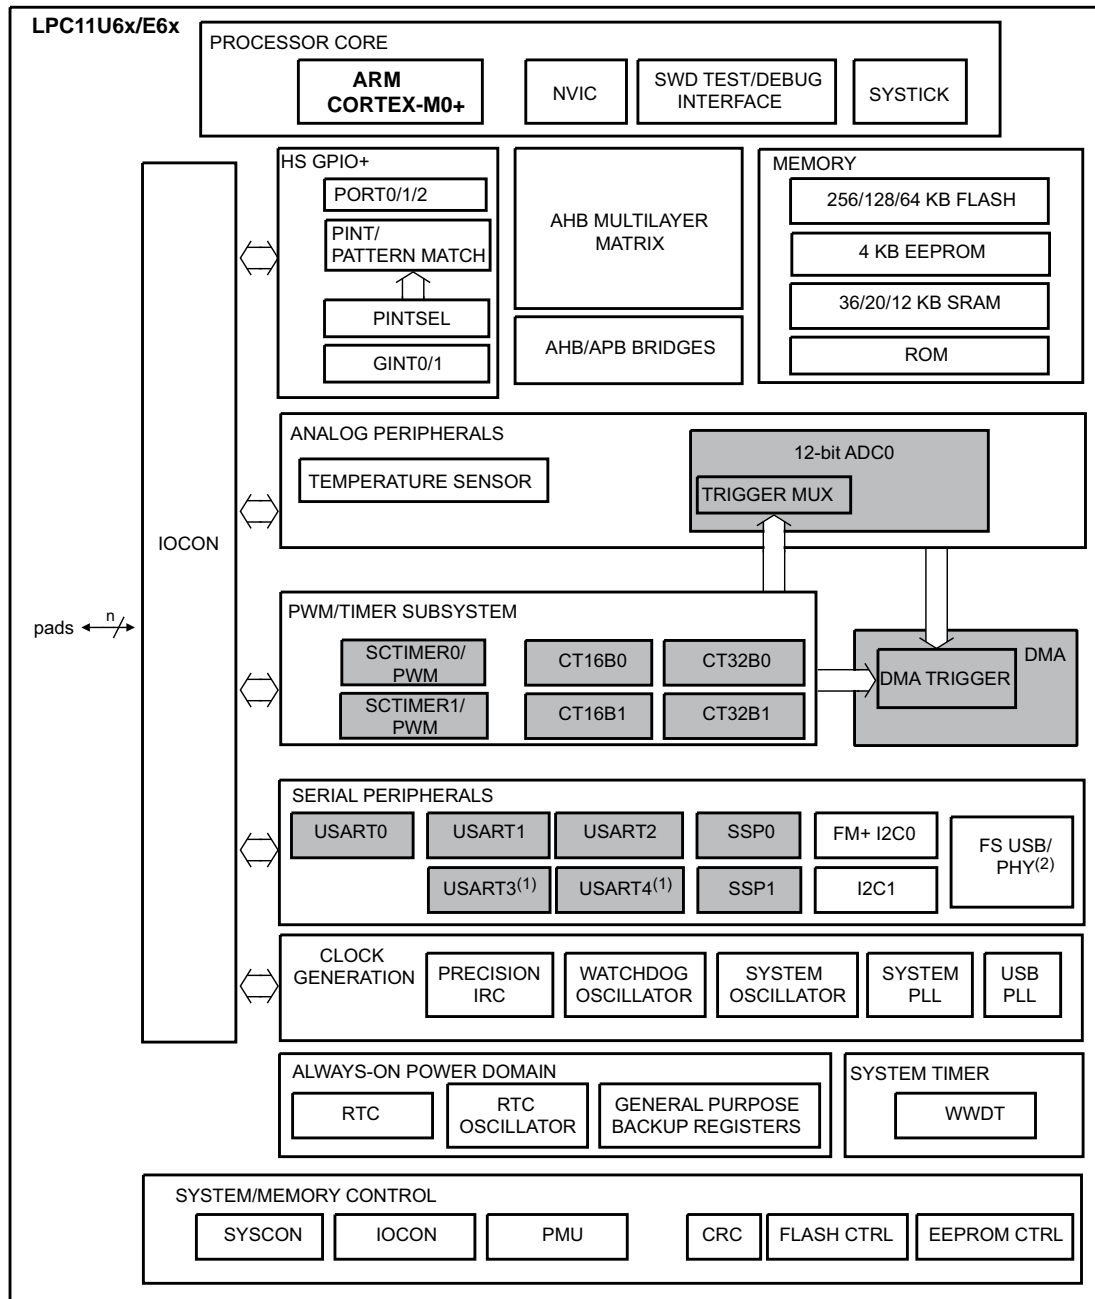 LPC11U6x/E6x
PROCESSOR CORE
ARM
CORTEX-M0+
NVIC
SWD TEST/DEBUG
INTERFACE
SYSTICK
HS GPIO+
PORT0/1/2
PINT/
PATTERN MATCH
PINTSEL
GINT0/1
AHB MULTILAYER
MATRIX
AHB/APB BRIDGES
MEMORY
256/128/64 KB FLASH
4 KB EEPROM
36/20/12 KB SRAM
ROM
IOCON
pads
n
ANALOG PERIPHERALS
TEMPERATURE SENSOR
12-bit ADC0
TRIGGER MUX
PWM/TIMER SUBSYSTEM
SCTIMER0/
PWM
CT16B0
CT32B0
SCTIMER1/
PWM
CT16B1
CT32B1
DMA
DMA TRIGGER
SERIAL PERIPHERALS
USART0
USART1
USART2
SSP0
FM+ I2C0
FS USB/
PHY(2)
USART3(1)
USART4(1)
SSP1
I2C1
CLOCK
GENERATION
PRECISION
IRC
WATCHDOG
OSCILLATOR
SYSTEM
OSCILLATOR
SYSTEM
PLL
USB
PLL
ALWAYS-ON POWER DOMAIN
RTC
RTC
OSCILLATOR
GENERAL PURPOSE
BACKUP REGISTERS
SYSTEM TIMER
WWDT
SYSTEM/MEMORY CONTROL
SYSCON
IOCON
PMU
CRC
FLASH CTRL
EEPROM CTRL